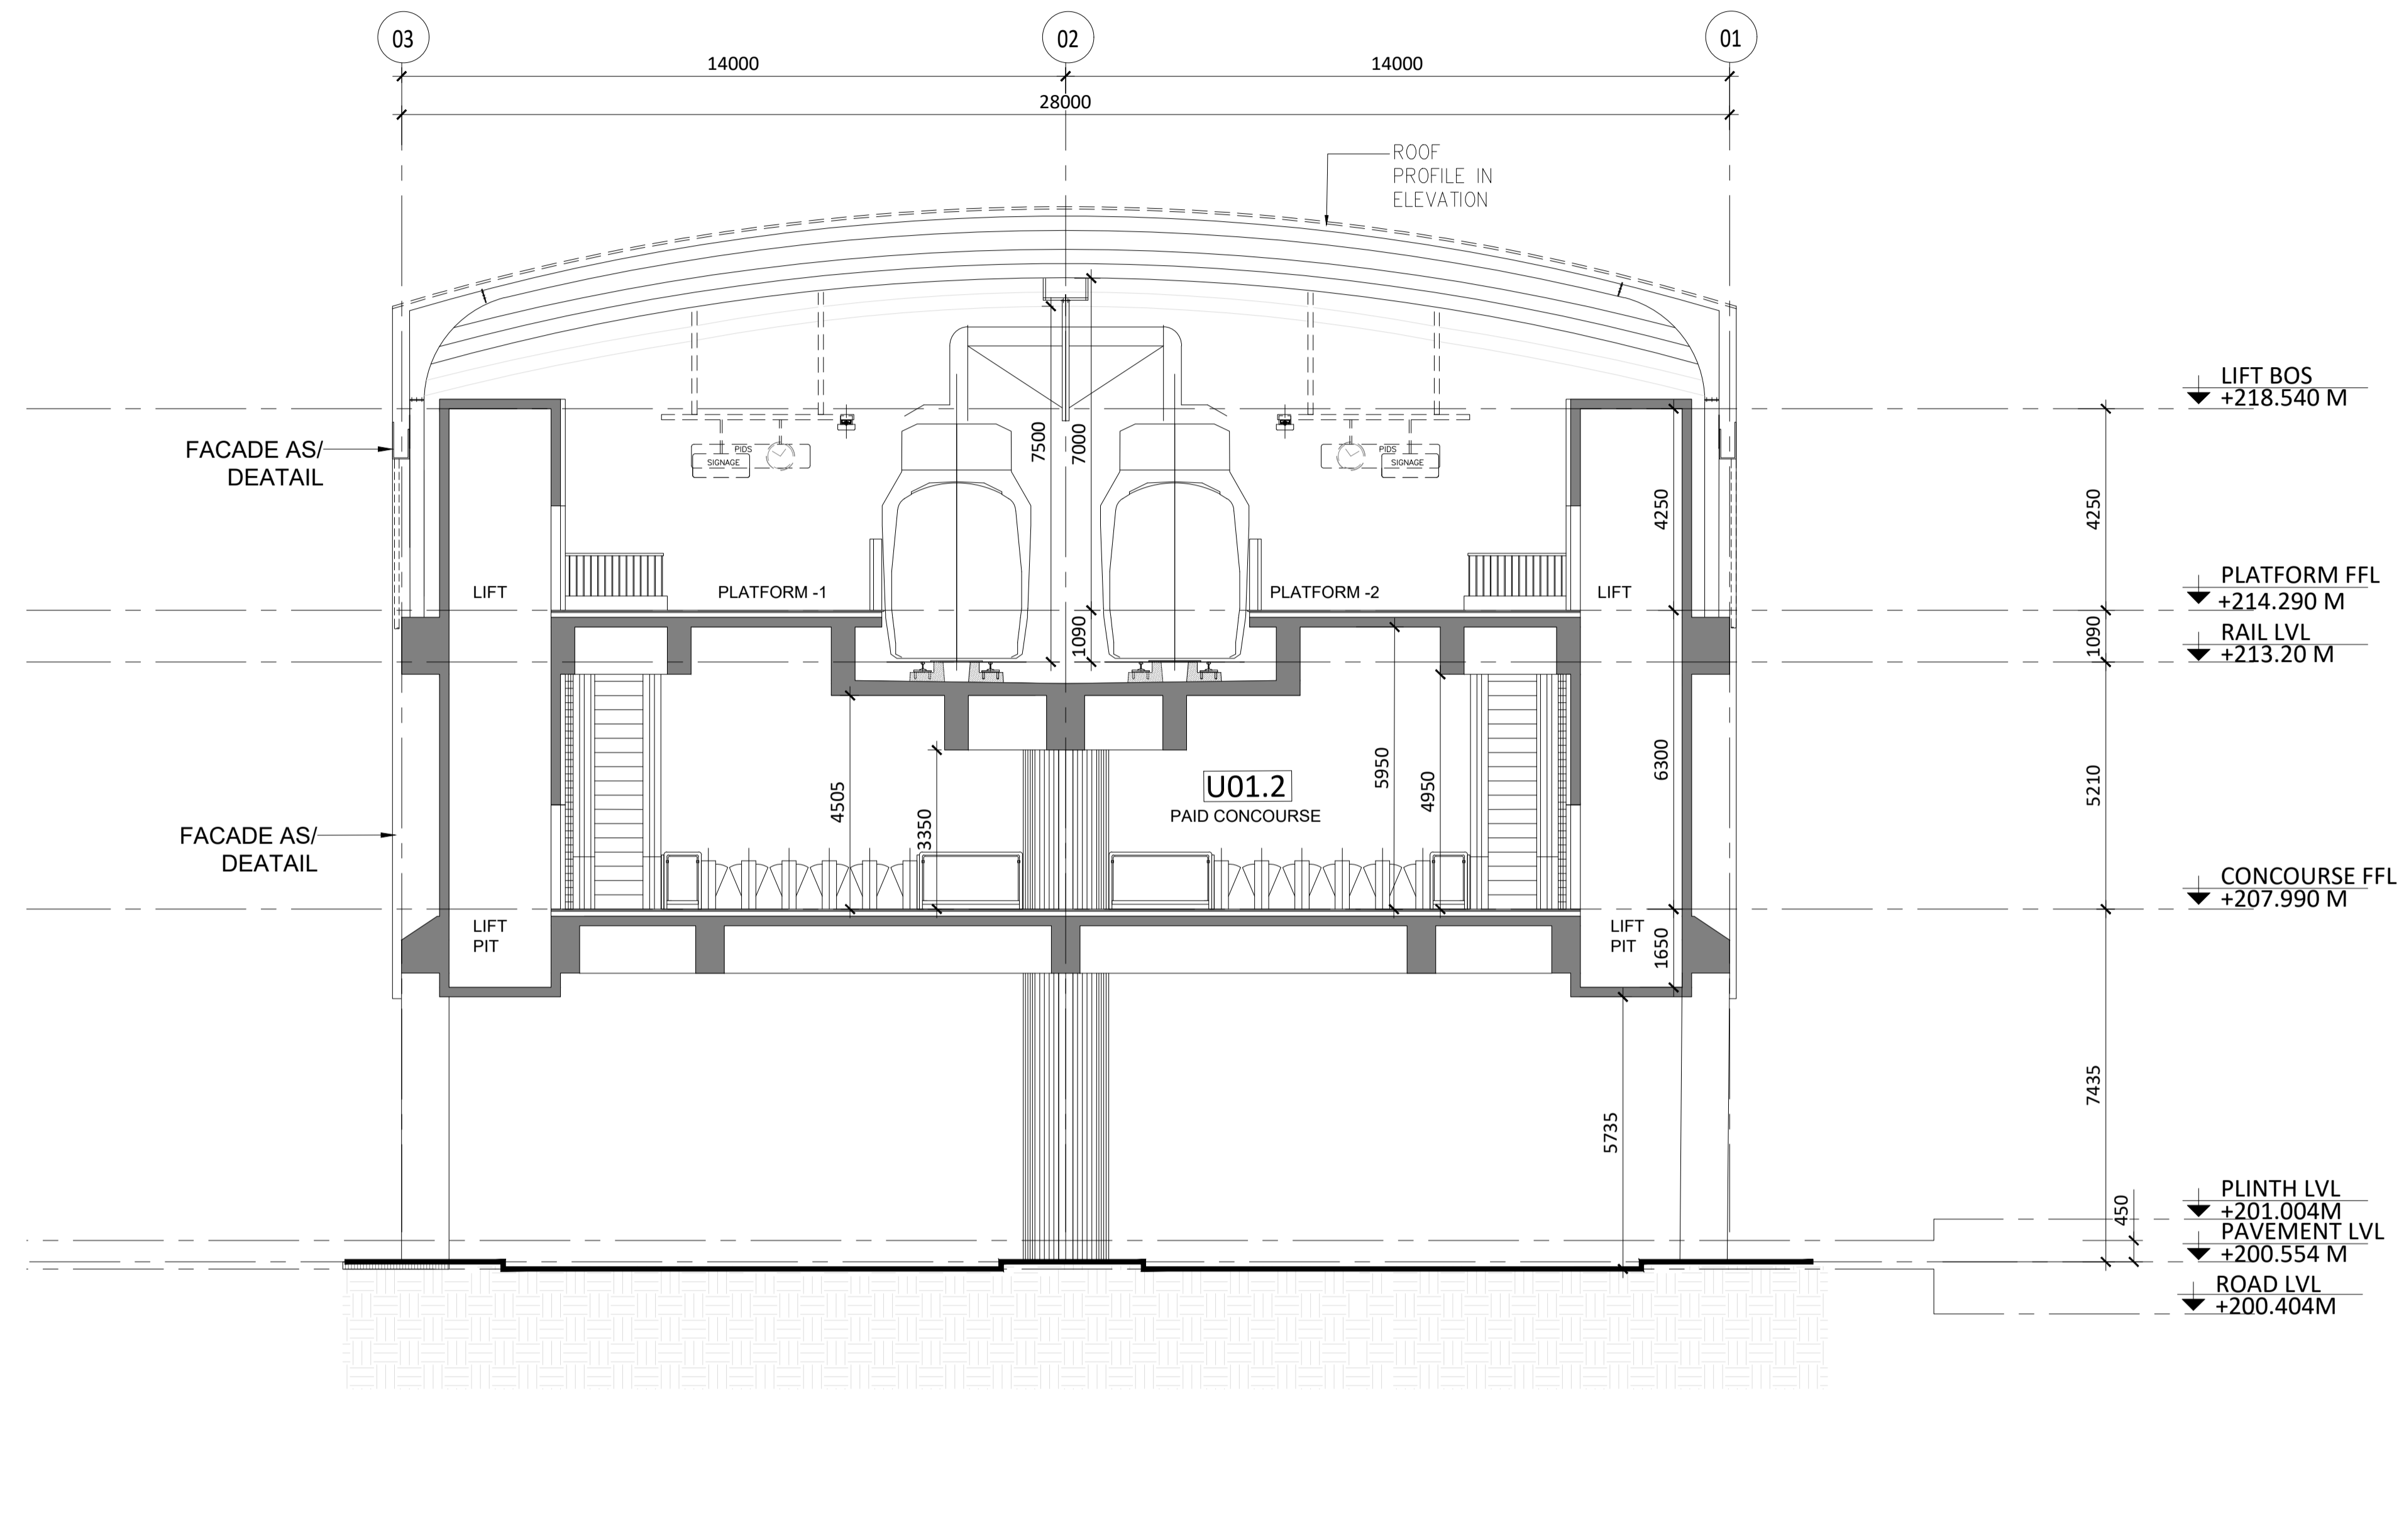 03
02
01
14000
14000
28000
ROOF
PROFILE IN
ELEVATION
LIFT BOS
+218.540 M
FACADE AS/
DEATAIL
PIDS
SIGNAGE
7500
7000
PIDS
SIGNAGE
4250
4250
PLATFORM FFL
+214.290 M
LIFT
PLATFORM -1
PLATFORM -2
LIFT
1090
1090
RAIL LVL
+213.20 M
4505
3350
U01.2
PAID CONCOURSE
5950
4950
6300
5210
FACADE AS/
DEATAIL
CONCOURSE FFL
+207.990 M
LIFT
PIT
LIFT
PIT
1650
5735
7435
PLINTH LVL
+201.004M
450
PAVEMENT LVL
+200.554 M
ROAD LVL
+200.404M